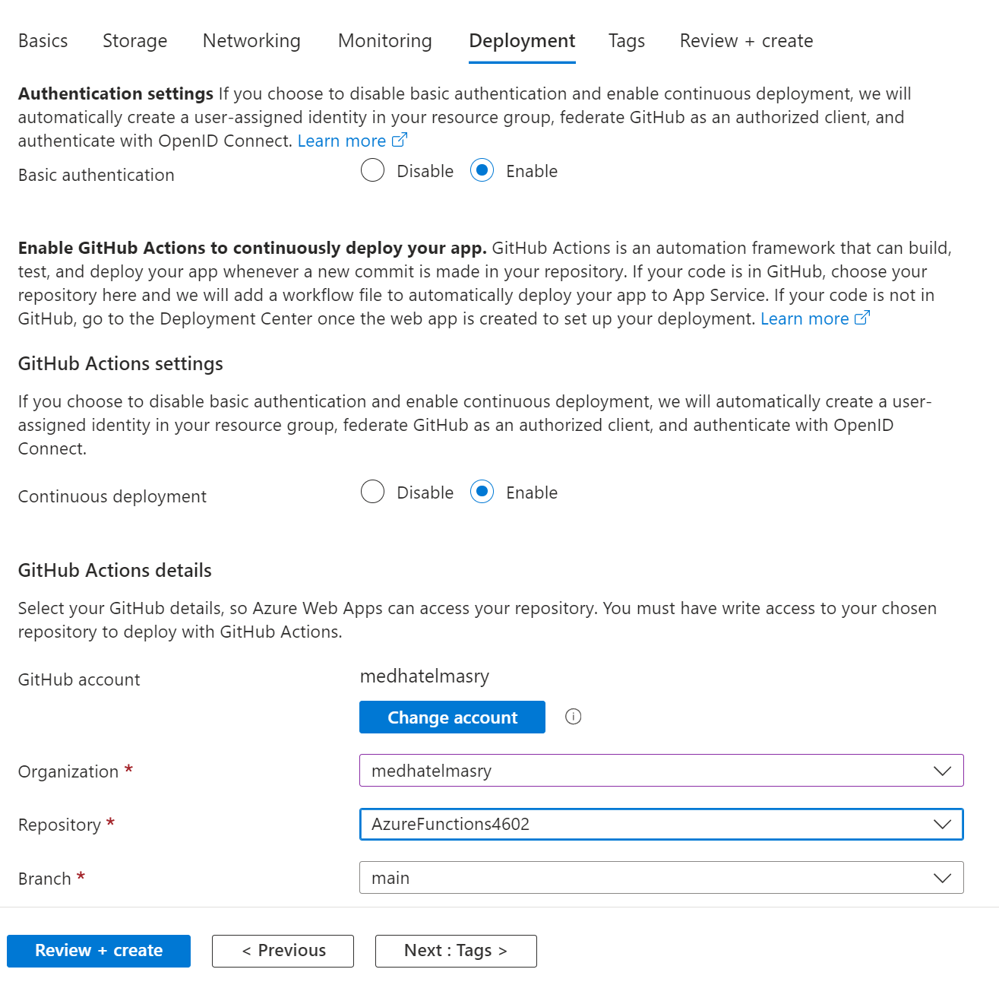 Basics Storage Networking Monitoring Deployment Tags Review + create
Authentication settings If you choose to disable basic authentication and enable continuous deployment, we will
automatically create a user-assigned identity in your resource group, federate GitHub as an authorized client, and
authenticate with OpenID Connect. Learn more
Basic authentication Disable Enable
Enable GitHub Actions to continuously deploy your app. GitHub Actions is an automation framework that can build,
test, and deploy your app whenever a new commit is made in your repository. If your code is in GitHub, choose your
repository here and we will add a workflow file to automatically deploy your app to App Service. If your code is not in
GitHub, go to the Deployment Center once the web app is created to set up your deployment. Learn more
GitHub Actions settings
If you choose to disable basic authentication and enable continuous deployment, we will automatically create a user-
assigned identity in your resource group, federate GitHub as an authorized client, and authenticate with OpenID
Connect.
Continuous deployment Disable Enable
GitHub Actions details
Select your GitHub details, so Azure Web Apps can access your repository. You must have write access to your chosen
repository to deploy with GitHub Actions.
GitHub account medhatelmasry
Change account
Organization * medhatelmasry
Repository * AzureFunctions4602
Branch * main
Review + create < Previous Next : Tags >